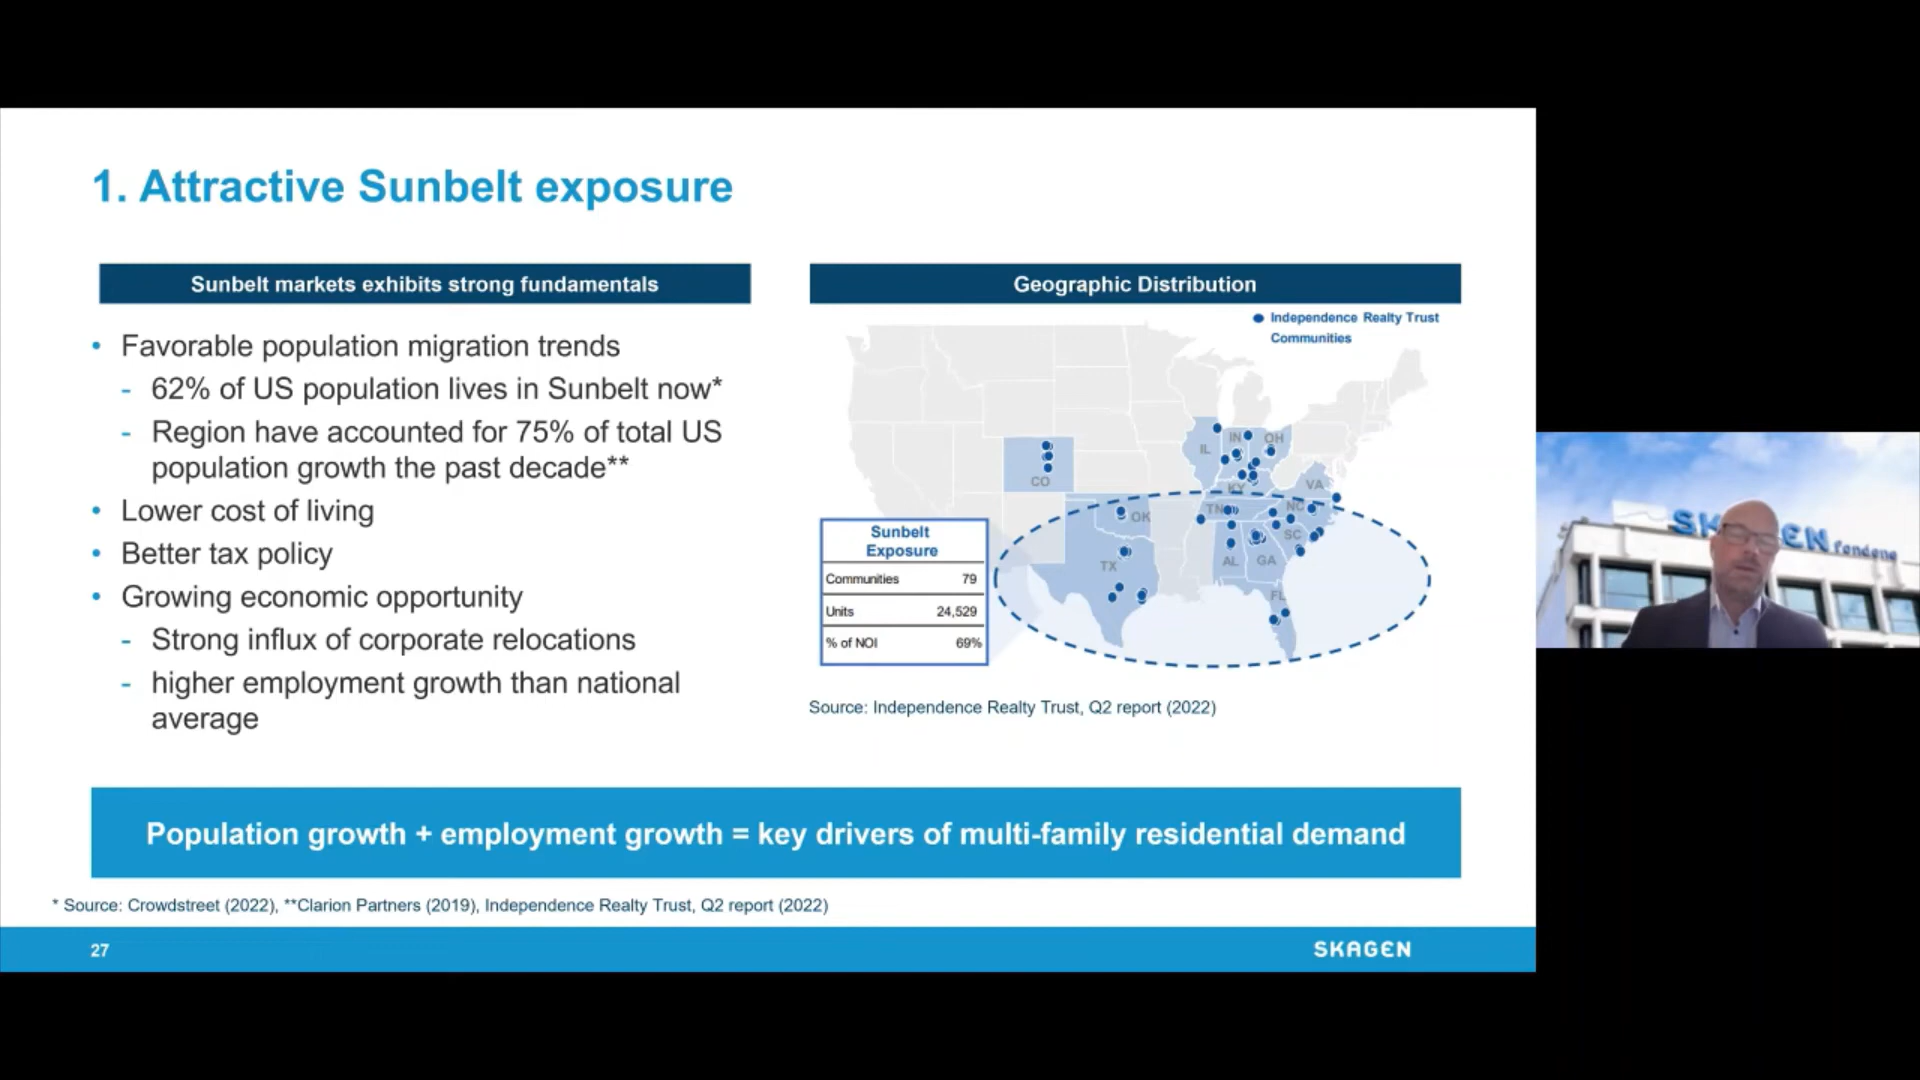 1. Attractive Sunbelt exposure
Sunbelt markets exhibits strong fundamentals
• Favorable population migration trends
- 62% of US population lives in Sunbelt now*
- Region have accounted for 75% of total US
population growth the past decade**
• Lower cost of living
• Better tax policy
• Growing economic opportunity
- Strong influx of corporate relocations
- higher employment growth than national
average
Geographic Distribution
Independence Realty Trust
Communities
IL
IN
OH
CO
KY
VA
OK
TN
NC
SC
TX
AL
GA
FL
Sunbelt
Exposure
Communities 79
Units 24,529
% of NOI 69%
Source: Independence Realty Trust, Q2 report (2022)
Population growth + employment growth = key drivers of multi-family residential demand
* Source: Crowdstreet (2022), **Clarion Partners (2019), Independence Realty Trust, Q2 report (2022)
27
SKAGEN
fondene